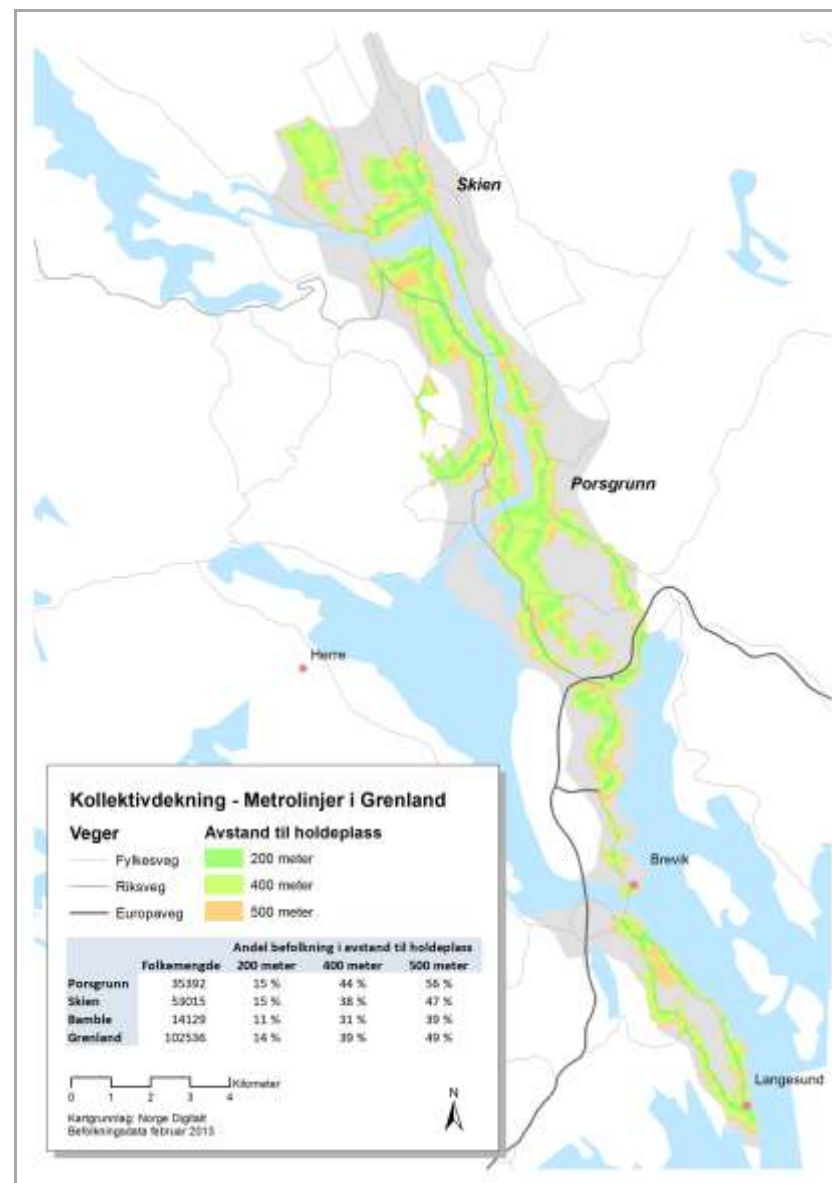 Skien
Porsgrunn
Herre
Brevik
Langesund
Kollektivdekning - Metrolinjer i Grenland
Veger
Fylkesveg
Riksveg
Europaveg
Avstand til holdeplass
200 meter
400 meter
500 meter
Andel befolkning i avstand til holdeplass
Folkemengde 200 meter 400 meter 500 meter
Porsgrunn 35392 15 % 44 % 56 %
Skien 53015 15 % 38 % 47 %
Bamble 14129 11 % 31 % 39 %
Grenland 102536 14 % 39 % 49 %
Kilometer
0 1 2 3 4
N
Kartgrunnlag: Norge Digitalt
Befolkningsdata februar 2013